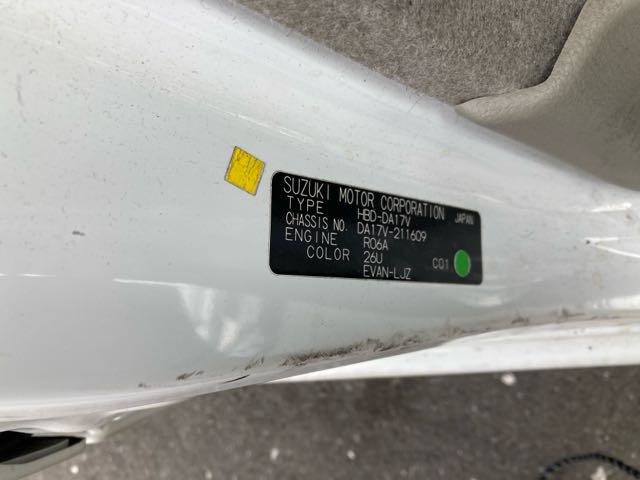 SUZUKI MOTOR CORPORATION JAPAN
TYPE HBD-DA17V
CHASSIS NO. DA17V-211609
ENGINE R06A
COLOR 26U C01
EVAN-LJZ